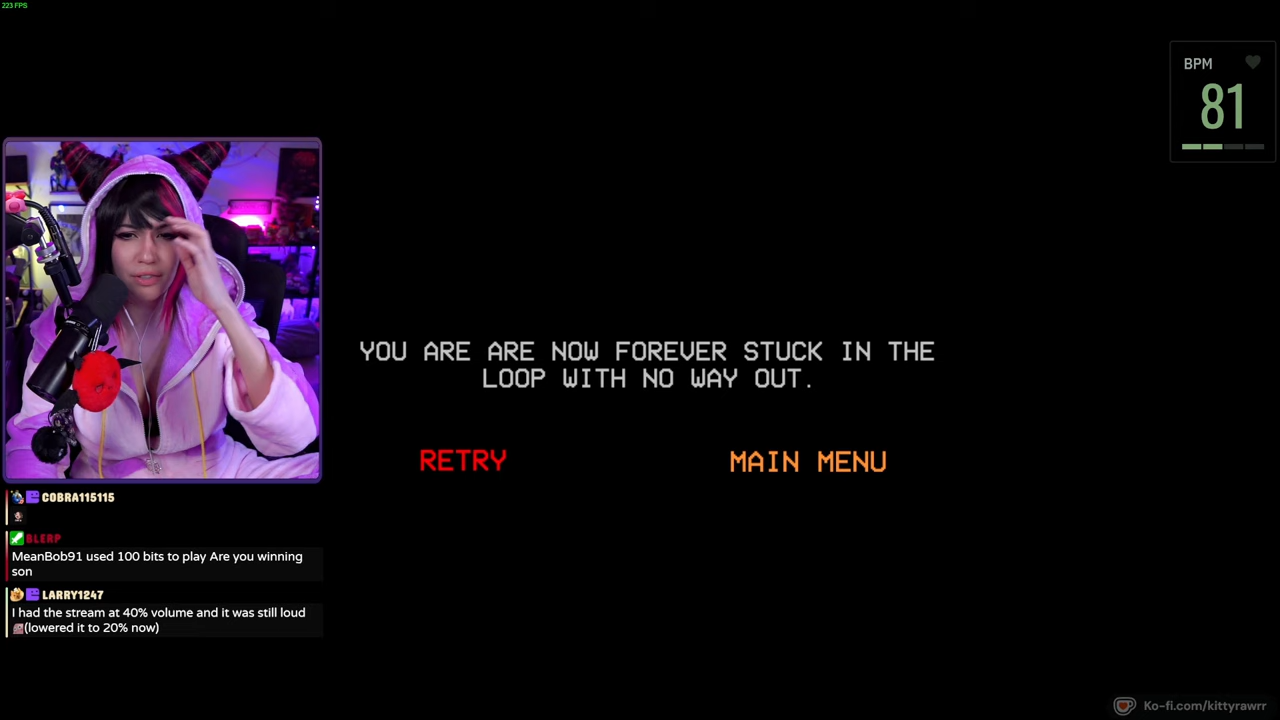 223 FPS
BPM
81
YOU ARE ARE NOW FOREVER STUCK IN THE
LOOP WITH NO WAY OUT.
RETRY
MAIN MENU
COBRA115115
BLERP
MeanBob91 used 100 bits to play Are you winning
son
LARRY1247
I had the stream at 40% volume and it was still loud
(lowered it to 20% now)
Ko-fi.com/kittyrawrr